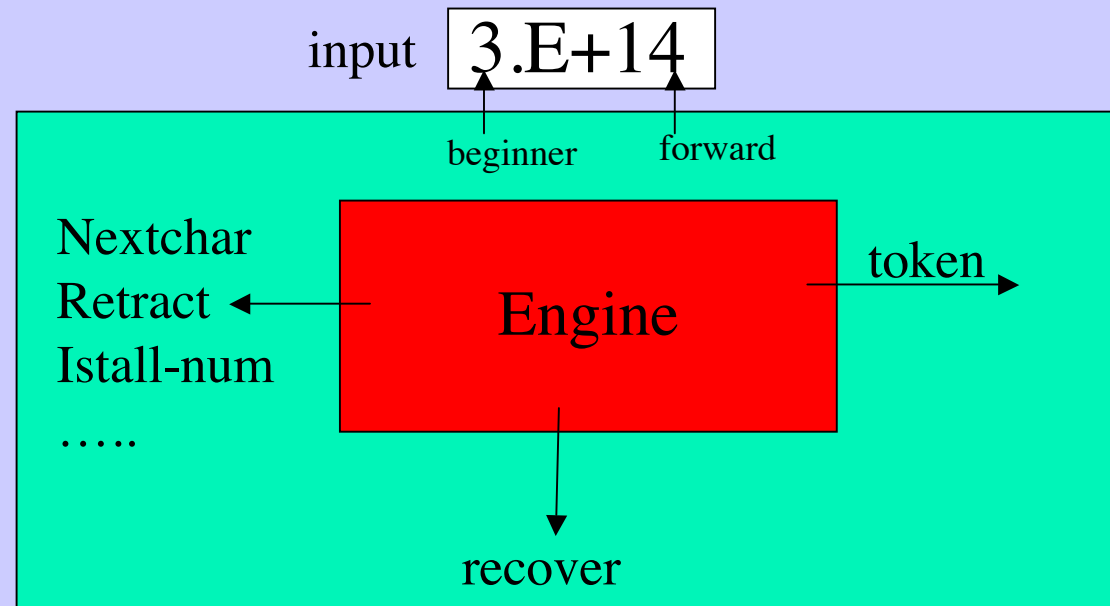 input 3.E+14
beginner forward
Nextchar
Retract
Istall-num
…..
Engine
token
recover